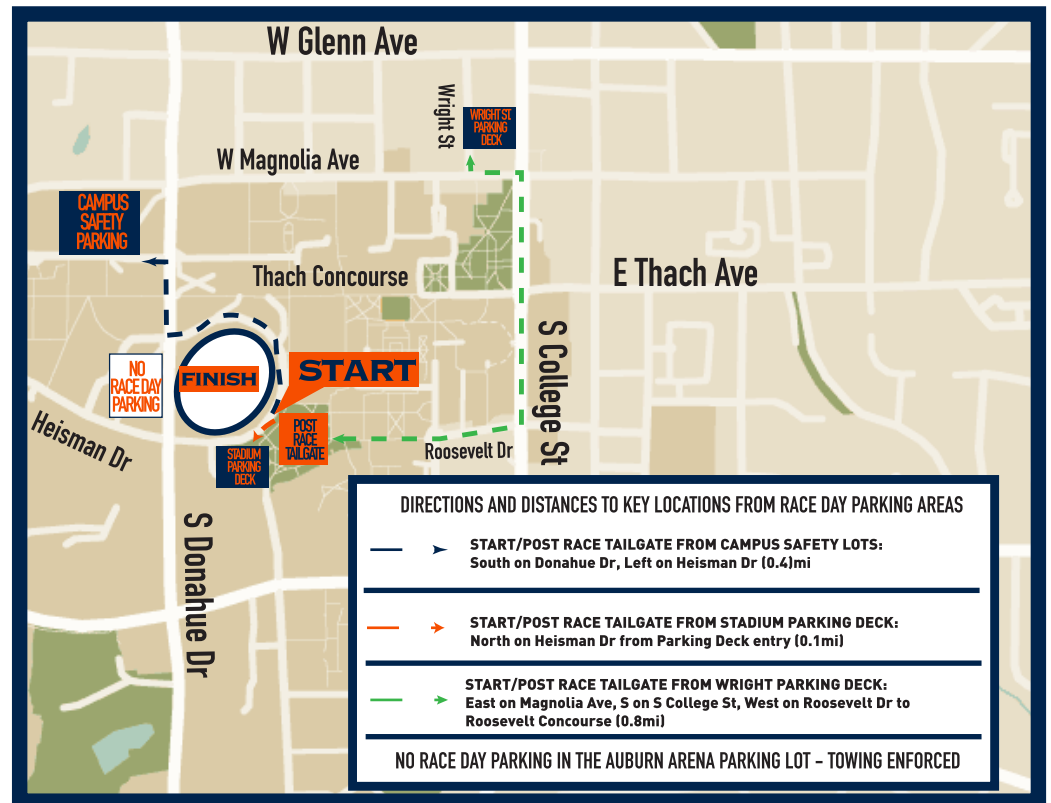 W Glenn Ave
Wright St
WRIGHT ST.
PARKING
DECK
W Magnolia Ave
CAMPUS
SAFETY
PARKING
Thach Concourse
E Thach Ave
S College St
NO
RACE DAY
PARKING
FINISH
START
Heisman Dr
POST
RACE
TAILGATE
STADIUM
PARKING
DECK
Roosevelt Dr
S Donahue Dr
DIRECTIONS AND DISTANCES TO KEY LOCATIONS FROM RACE DAY PARKING AREAS
START/POST RACE TAILGATE FROM CAMPUS SAFETY LOTS:
South on Donahue Dr, Left on Heisman Dr (0.4)mi
START/POST RACE TAILGATE FROM STADIUM PARKING DECK:
North on Heisman Dr from Parking Deck entry (0.1mi)
START/POST RACE TAILGATE FROM WRIGHT PARKING DECK:
East on Magnolia Ave, S on S College St, West on Roosevelt Dr to
Roosevelt Concourse (0.8mi)
NO RACE DAY PARKING IN THE AUBURN ARENA PARKING LOT - TOWING ENFORCED